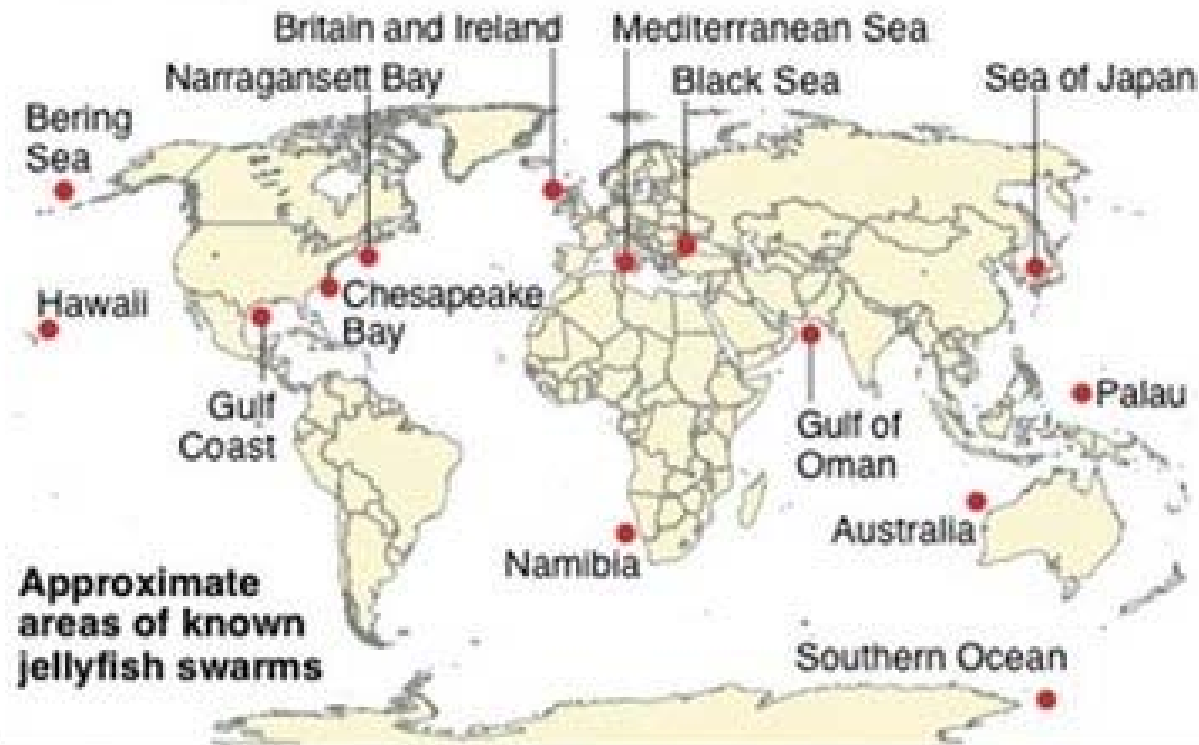 Britain and Ireland
Mediterranean Sea
Narragansett Bay
Black Sea
Sea of Japan
Bering
Sea
Hawaii
Chesapeake
Bay
Gulf
Coast
Palau
Gulf of
Oman
Australia
Namibia
Approximate
areas of known
jellyfish swarms
Southern Ocean